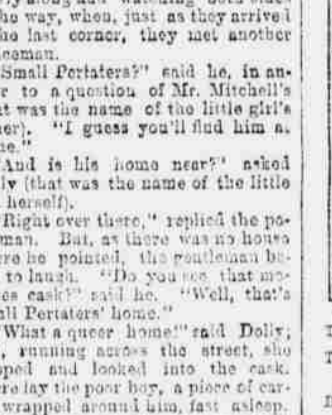 he way, when, just as they arrived
he last corner, they met another
ceman.
Small Pertaters?" said he, in an-
r to a question of Mr. Mitchell's
t was the name of the little girl's
er). "I guess you'll find him a.
e."
And is his home near?" asked
ly (that was the name of the little
herself).
Right over there," replied the po-
man. But, as there was no house
re he pointed, the gentleman be-
to laugh. "Do you see that mo-
es cask?" said he. "Well, that's
all Pertaters' home."
What a queer home!" said Dolly;
, running across the street, she
pped and looked into the cask.
re lay the poor boy, a piece of car-
wrapped around him, fast asleep.